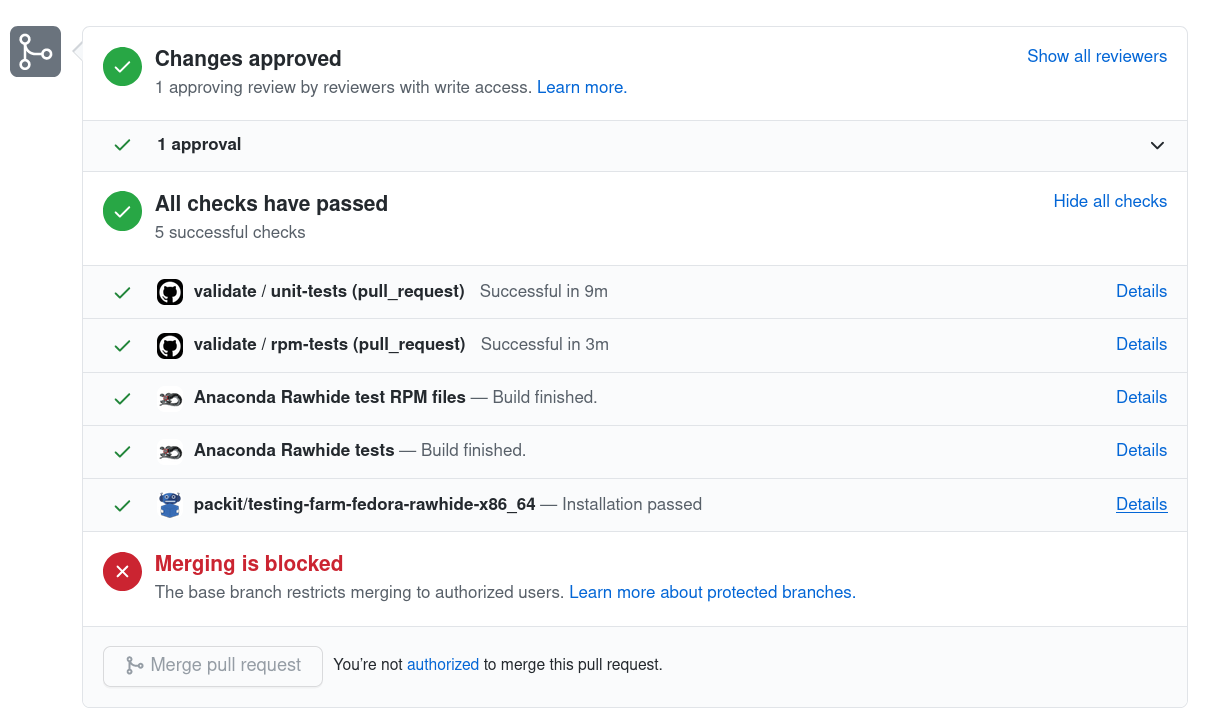 Changes approved
Show all reviewers
1 approving review by reviewers with write access. Learn more.
1 approval
All checks have passed
Hide all checks
5 successful checks
validate / unit-tests (pull_request) Successful in 9m Details
validate / rpm-tests (pull_request) Successful in 3m Details
Anaconda Rawhide test RPM files — Build finished. Details
Anaconda Rawhide tests — Build finished. Details
packit/testing-farm-fedora-rawhide-x86_64 — Installation passed Details
Merging is blocked
The base branch restricts merging to authorized users. Learn more about protected branches.
Merge pull request You’re not authorized to merge this pull request.